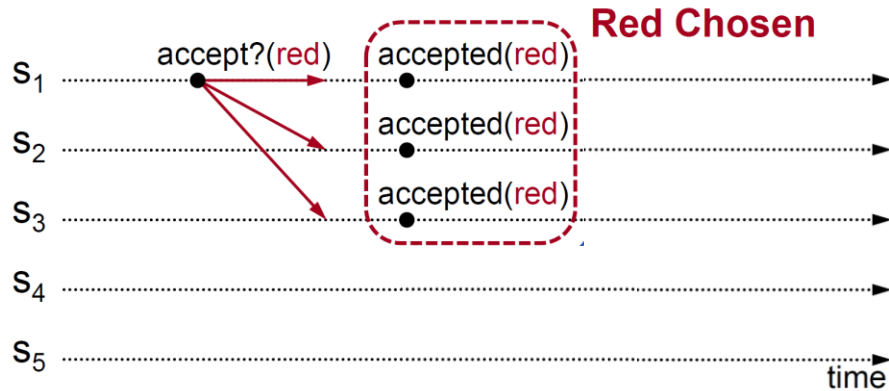 Red Chosen
accept?(red) accepted(red)
S1
accepted(red)
S2
accepted(red)
S3
S4
S5
time